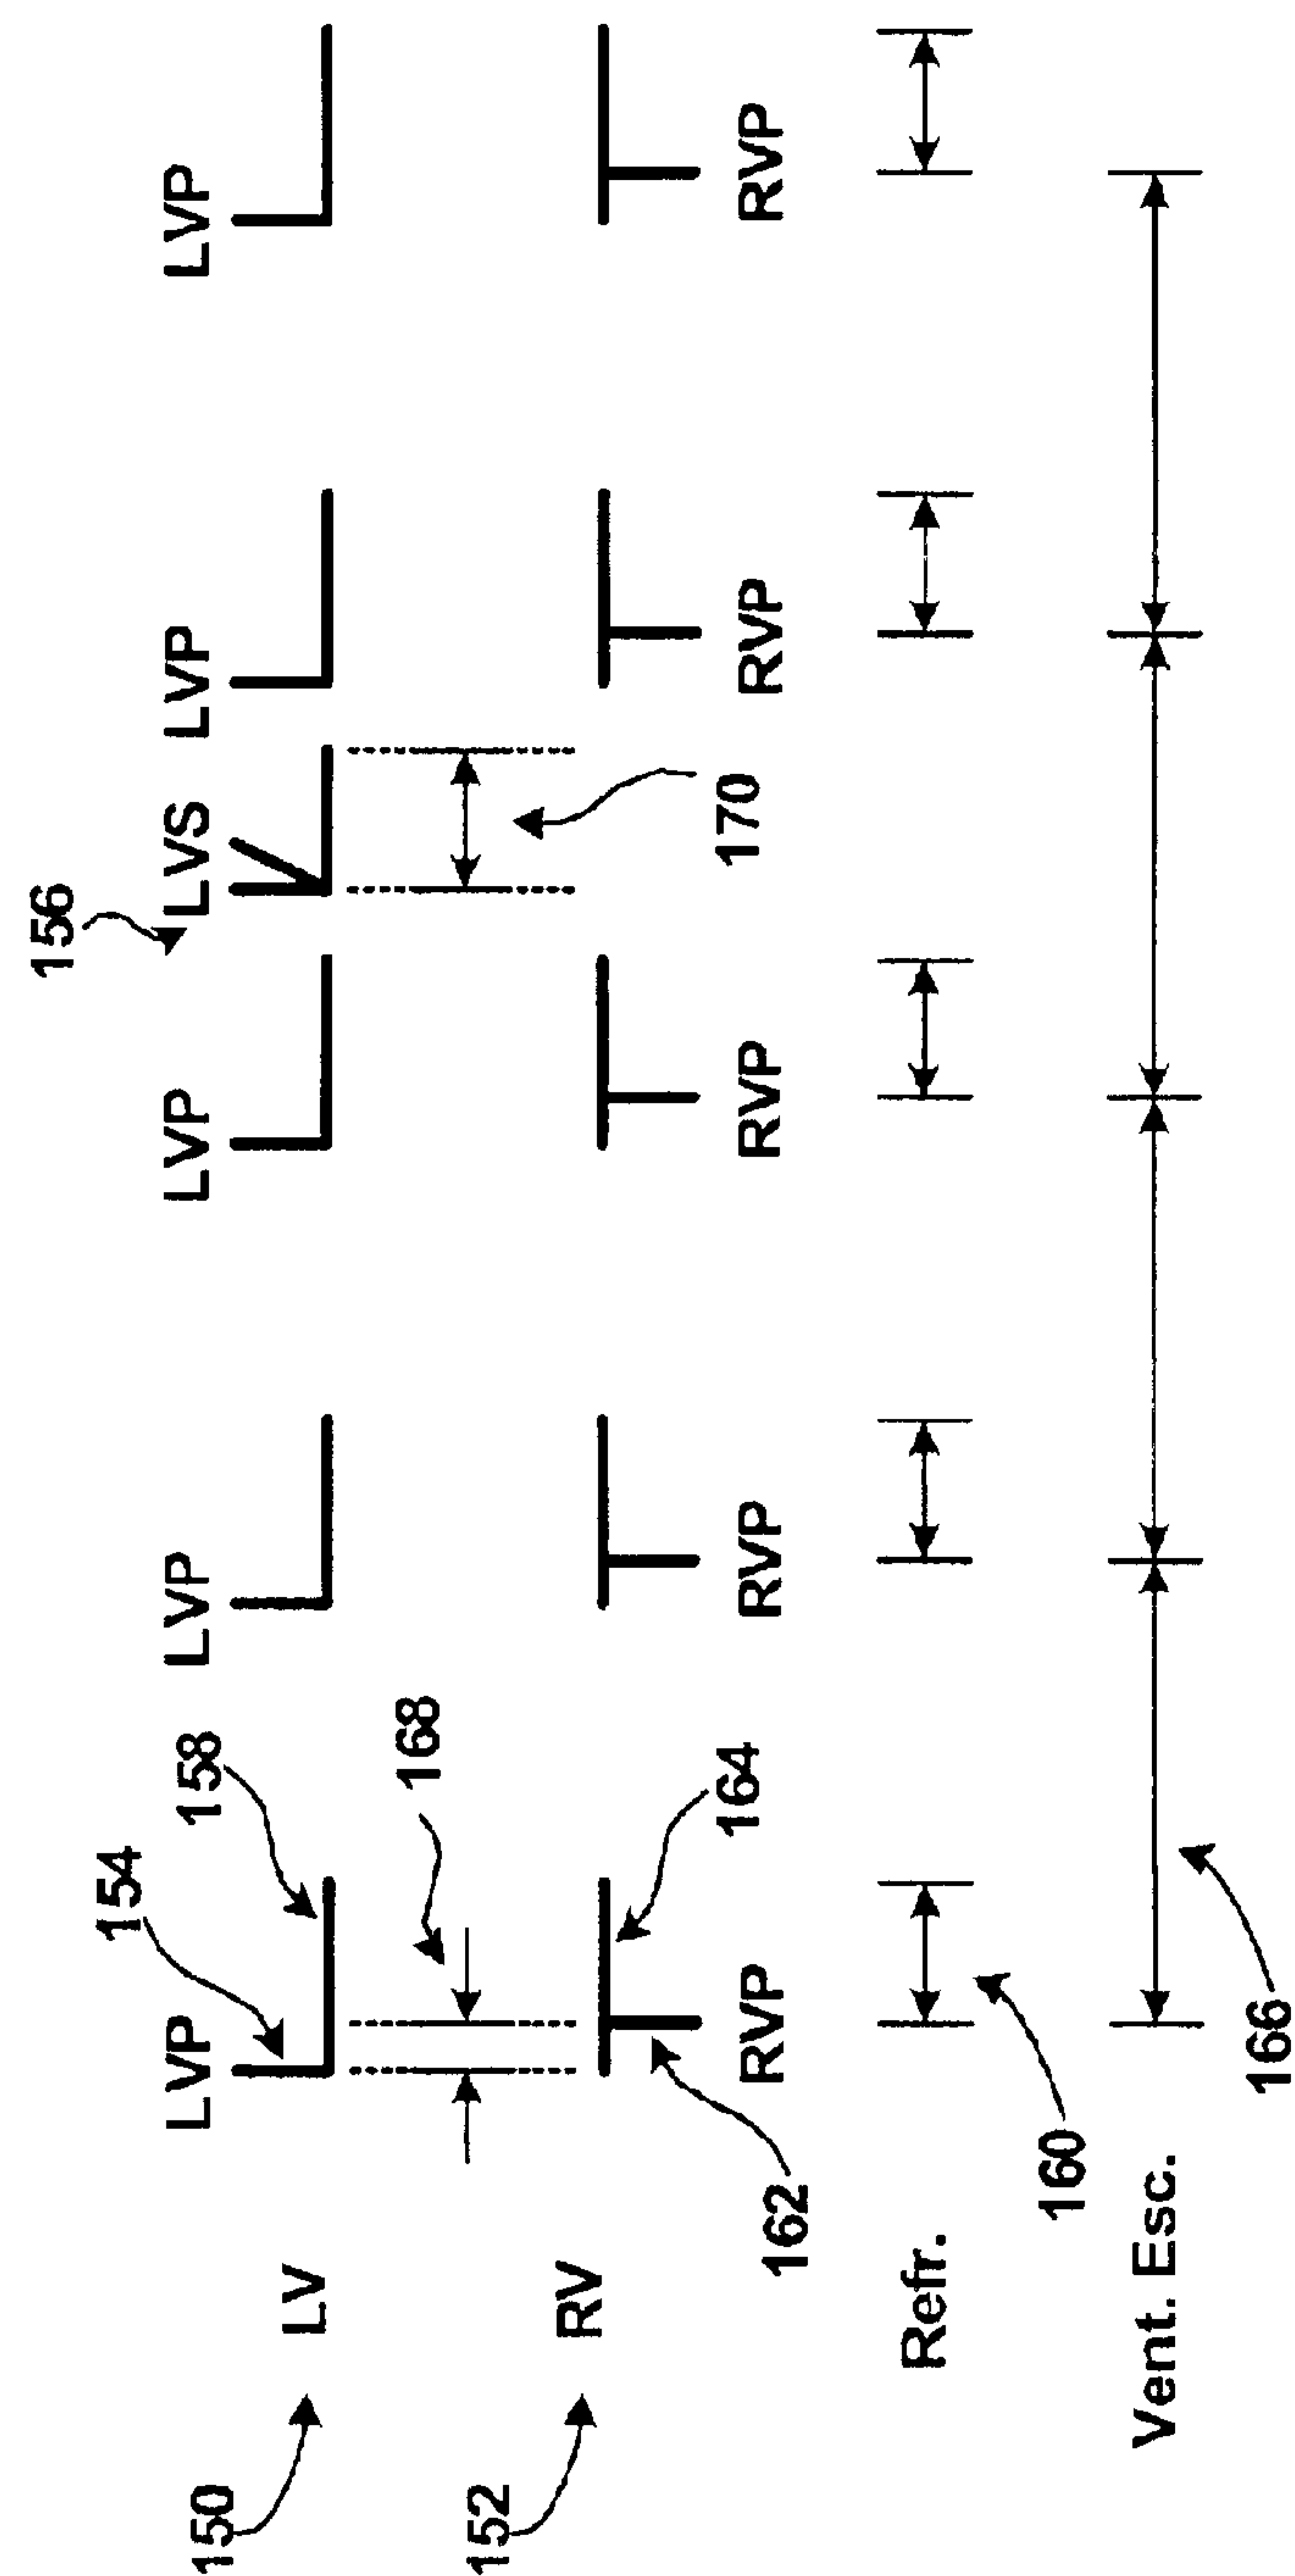 156
LVP LVP LVP LVS LVP LVP
154 158
150 LV
168
152 RV
164 170
RVP RVP RVP RVP RVP
162
Refr.
160
Vent. Esc.
166